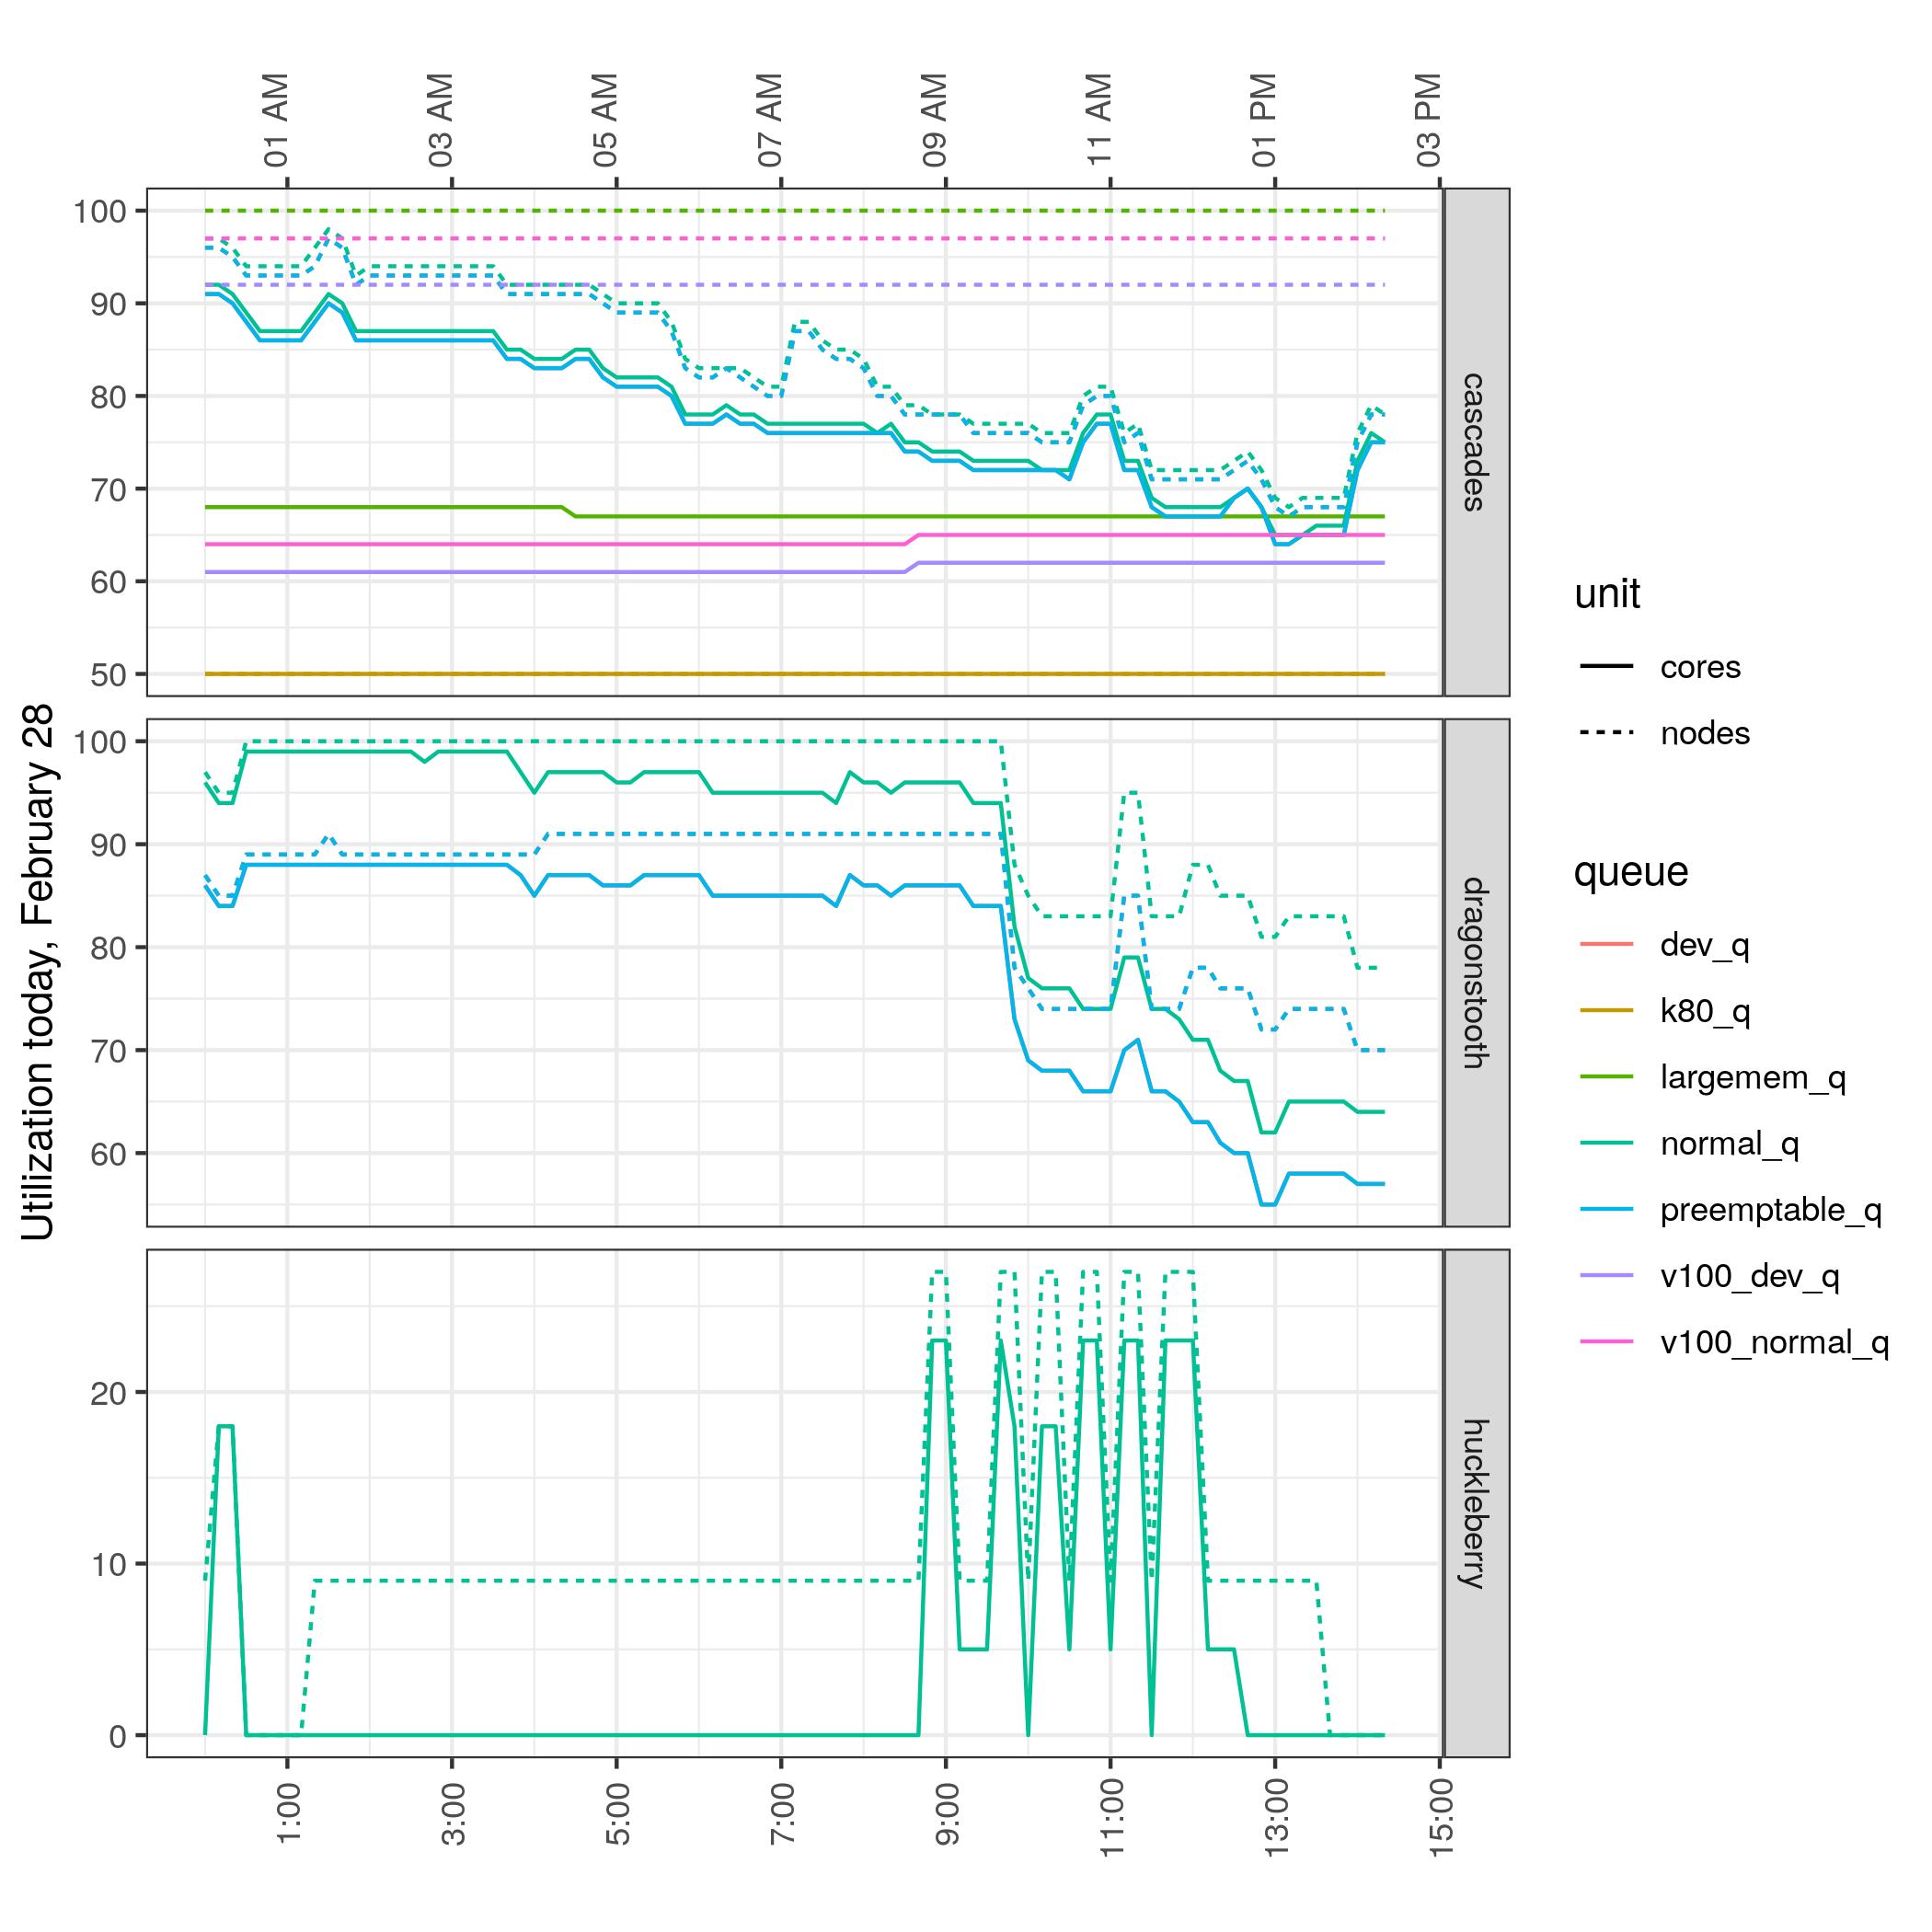 01 AM
03 AM
05 AM
07 AM
09 AM
11 AM
01 PM
03 PM
Utilization today, February 28
100
90
80
70
60
50
cascades
100
90
80
70
60
dragonstooth
20
10
0
huckleberry
1:00
3:00
5:00
7:00
9:00
11:00
13:00
15:00
unit
cores
nodes
queue
dev_q
k80_q
largemem_q
normal_q
preemptable_q
v100_dev_q
v100_normal_q